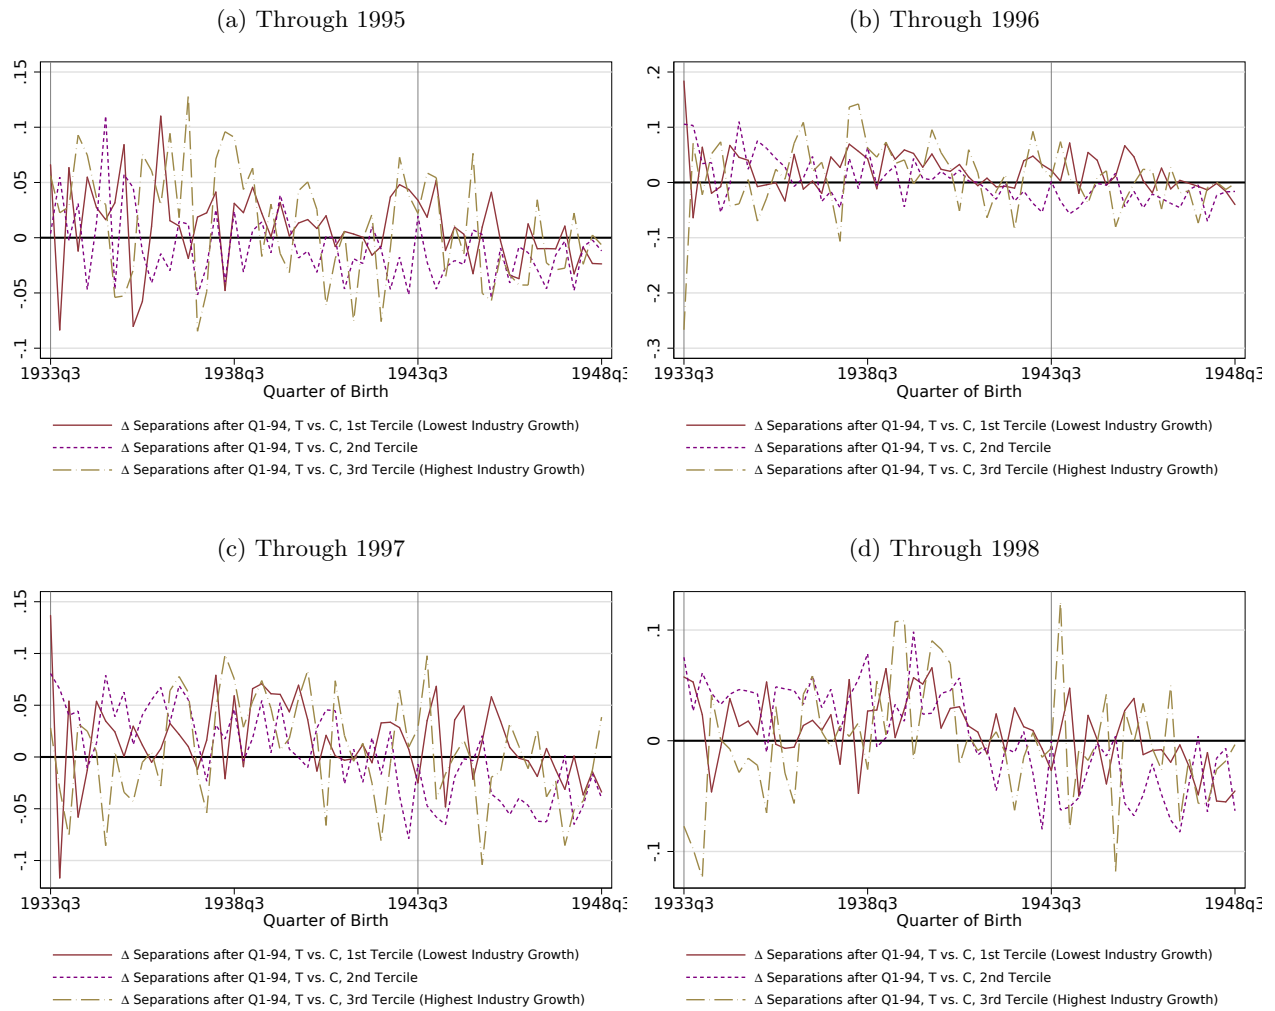 (a) Through 1995
.15
.1
.05
0
-.05
-.1
1933q3 1938q3 1943q3 1948q3
Quarter of Birth
Δ Separations after Q1-94, T vs. C, 1st Tercile (Lowest Industry Growth)
Δ Separations after Q1-94, T vs. C, 2nd Tercile
Δ Separations after Q1-94, T vs. C, 3rd Tercile (Highest Industry Growth)
(b) Through 1996
.2
.1
0
-.1
-.2
-.3
1933q3 1938q3 1943q3 1948q3
Quarter of Birth
Δ Separations after Q1-94, T vs. C, 1st Tercile (Lowest Industry Growth)
Δ Separations after Q1-94, T vs. C, 2nd Tercile
Δ Separations after Q1-94, T vs. C, 3rd Tercile (Highest Industry Growth)
(c) Through 1997
.15
.1
.05
0
-.05
-.1
1933q3 1938q3 1943q3 1948q3
Quarter of Birth
Δ Separations after Q1-94, T vs. C, 1st Tercile (Lowest Industry Growth)
Δ Separations after Q1-94, T vs. C, 2nd Tercile
Δ Separations after Q1-94, T vs. C, 3rd Tercile (Highest Industry Growth)
(d) Through 1998
.1
0
-.1
1933q3 1938q3 1943q3 1948q3
Quarter of Birth
Δ Separations after Q1-94, T vs. C, 1st Tercile (Lowest Industry Growth)
Δ Separations after Q1-94, T vs. C, 2nd Tercile
Δ Separations after Q1-94, T vs. C, 3rd Tercile (Highest Industry Growth)